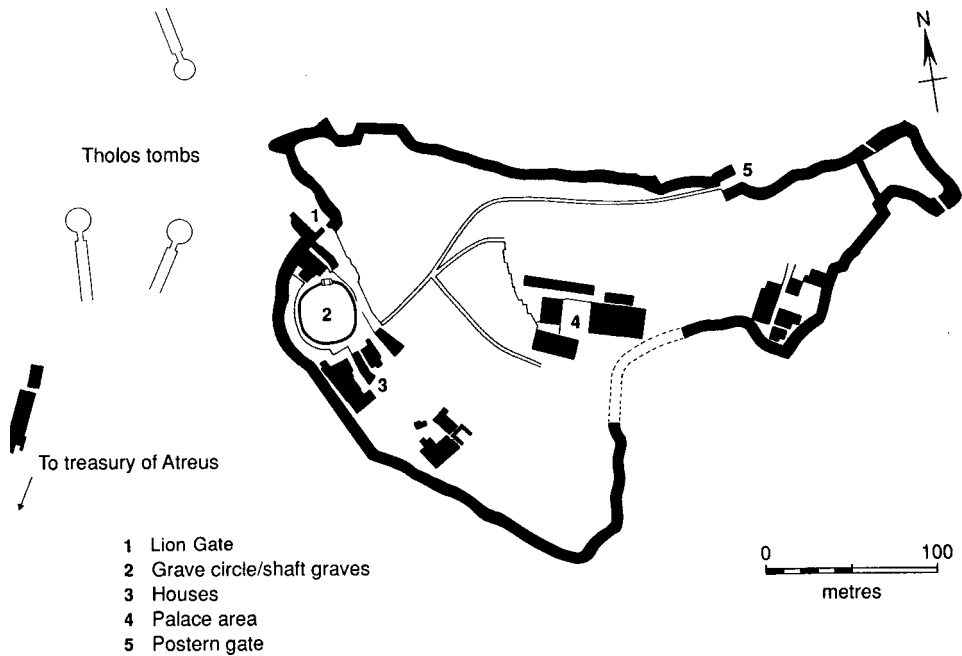 N
Tholos tombs
5
1
2
4
3
To treasury of Atreus
1 Lion Gate
2 Grave circle/shaft graves
3 Houses
4 Palace area
5 Postern gate
0 100
metres